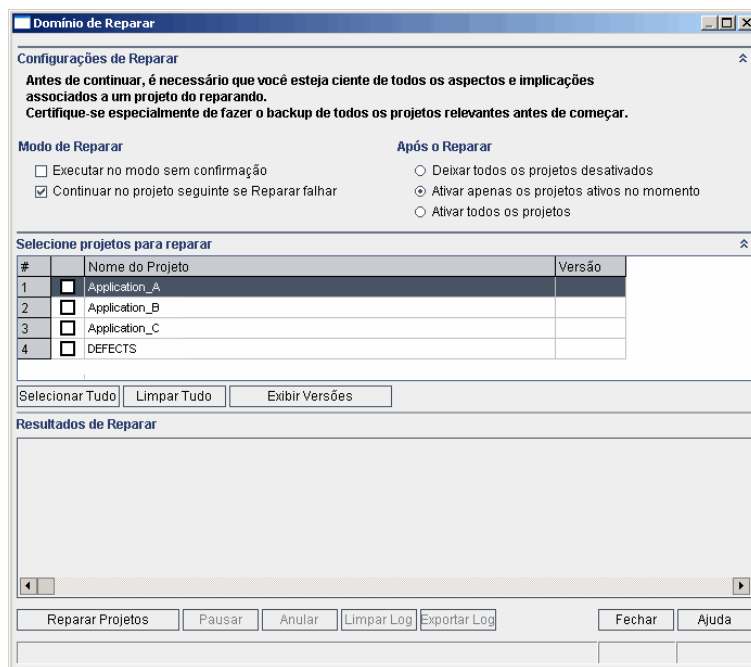 Domínio de Reparar
Configurações de Reparar
Antes de continuar, é necessário que você esteja ciente de todos os aspectos e implicações
associados a um projeto do reparando.
Certifique-se especialmente de fazer o backup de todos os projetos relevantes antes de começar.
Modo de Reparar
Executar no modo sem confirmação
Continuar no projeto seguinte se Reparar falhar
Após o Reparar
Deixar todos os projetos desativados
Ativar apenas os projetos ativos no momento
Ativar todos os projetos
Selecione projetos para reparar
# Nome do Projeto Versão
1 Application_A
2 Application_B
3 Application_C
4 DEFECTS
Selecionar Tudo Limpar Tudo Exibir Versões
Resultados de Reparar
Reparar Projetos Pausar Anular Limpar Log Exportar Log Fechar Ajuda